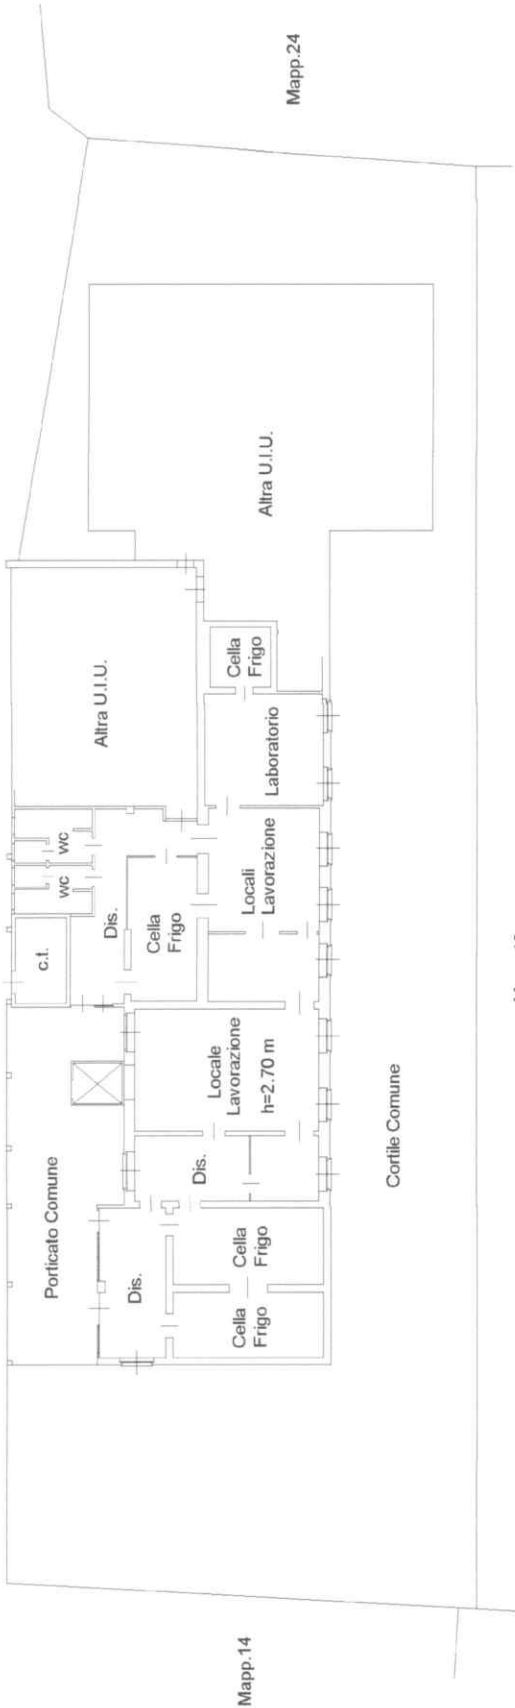 Mapp.24
Altra U.I.U.
Altra U.I.U.
Cella
Frigo
Laboratorio
wc
wc
Dis.
c.t.
Cella
Frigo
Locali
Lavorazione
Locale
Lavorazione
h=2.70 m
Porticato Comune
Dis.
Dis.
Cella
Frigo
Cella
Frigo
Cortile Comune
Mapp.14